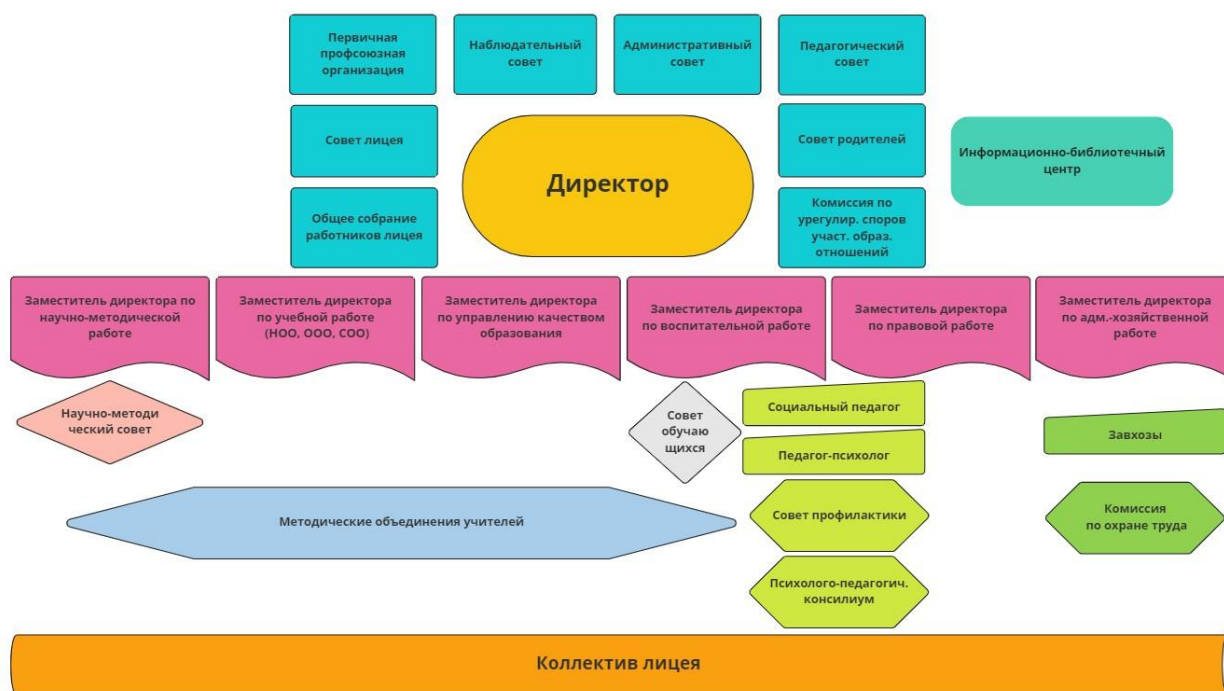 Первичная
профсоюзная
организация
Наблюдательный
совет
Административный
совет
Педагогический
совет
Совет лицея
Директор
Совет родителей
Информационно-библиотечный
центр
Общее собрание
работников лицея
Комиссия по
урегулир. споров
участ. образ.
отношений
Заместитель директора по
научно-методической
работе
Заместитель директора
по учебной работе
(НОО, ООО, СОО)
Заместитель директора
по управлению качеством
образования
Заместитель директора
по воспитательной работе
Заместитель директора
по правовой работе
Заместитель директора
по адм.-хозяйственной
работе
Научно-методи
ческий совет
Совет
обучаю
щихся
Социальный педагог
Педагог-психолог
Завхозы
Методические объединения учителей
Совет профилактики
Комиссия
по охране труда
Психолого-педагогич.
консилиум
Коллектив лицея